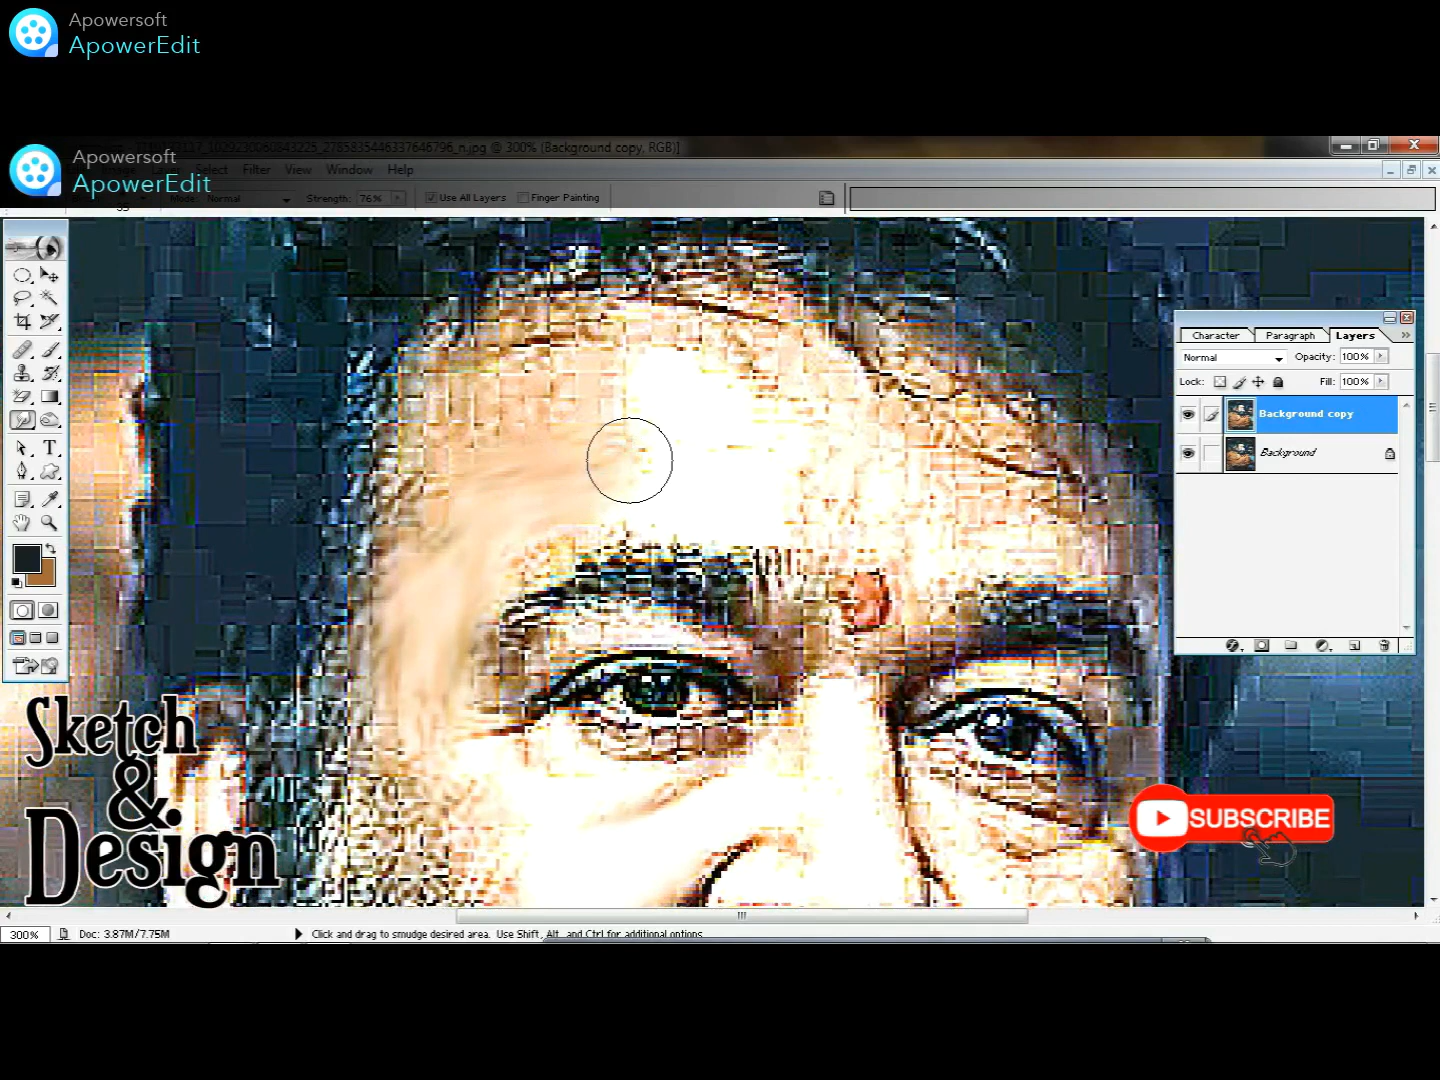 Apowersoft
ApowerEdit
Apowersoft
ApowerEdit
_2785835446337646796_n.jpg @ 300% (Background copy, RGB)
Select Filter View Window Help
Mode: Normal Strength: 76% Use All Layers Finger Painting
Character Paragraph Layers
Normal Opacity: 100%
Lock: Fill: 100%
Background copy
Background
Sketch
&
Design
SUBSCRIBE
300% Doc: 3.87M/7.75M Click and drag to smudge desired area. Use Shift, Alt, and Ctrl for additional options.